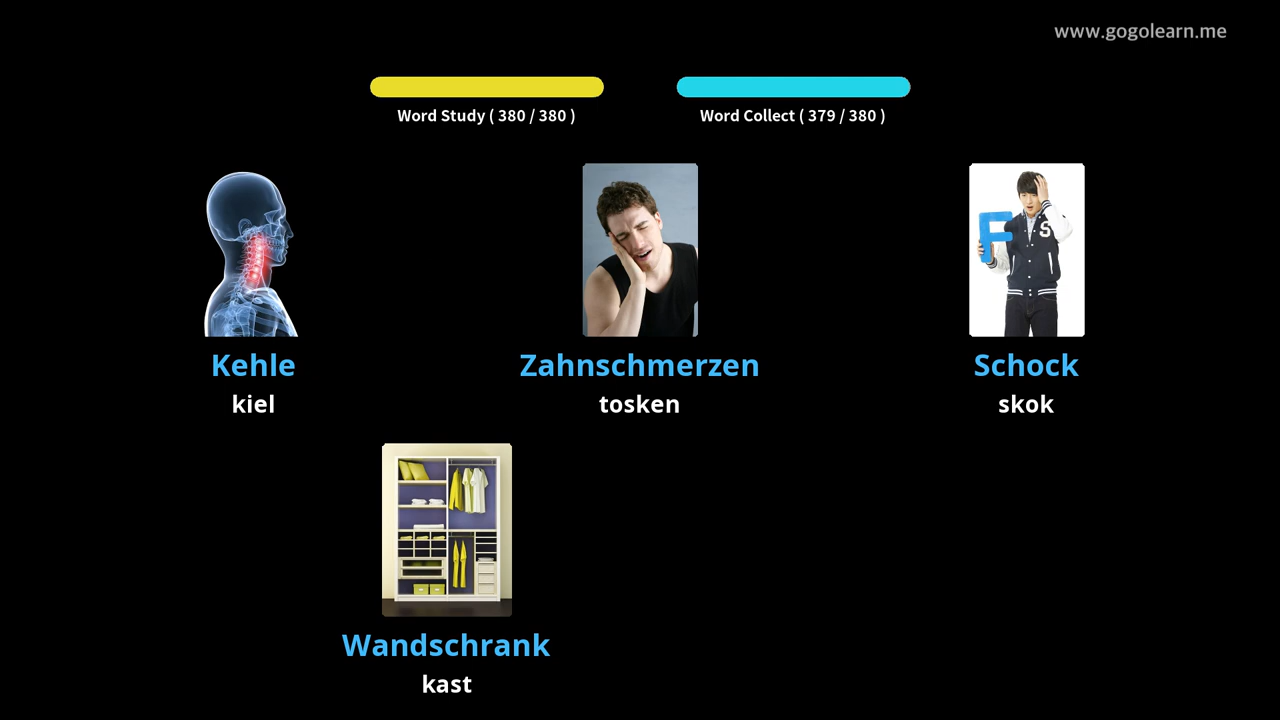 www.gogolearn.me
Word Study ( 380 / 380 )
Word Collect ( 379 / 380 )
F
S
Kehle
kiel
Zahnschmerzen
tosken
Schock
skok
Wandschrank
kast